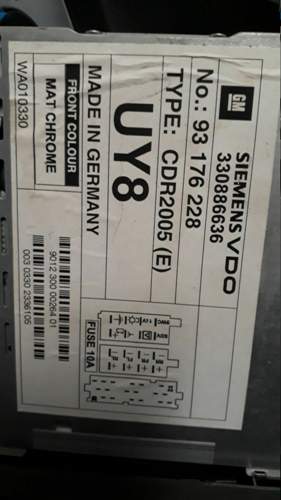 GM
SIEMENS VDO
330886636
No.: 93 176 228
TYPE: CDR2005 (E)
UY8
MADE IN GERMANY
FRONT COLOUR
MAT CHROME
WA010330
9012 300 00264 01
003 0330 2336105
FUSE 10A